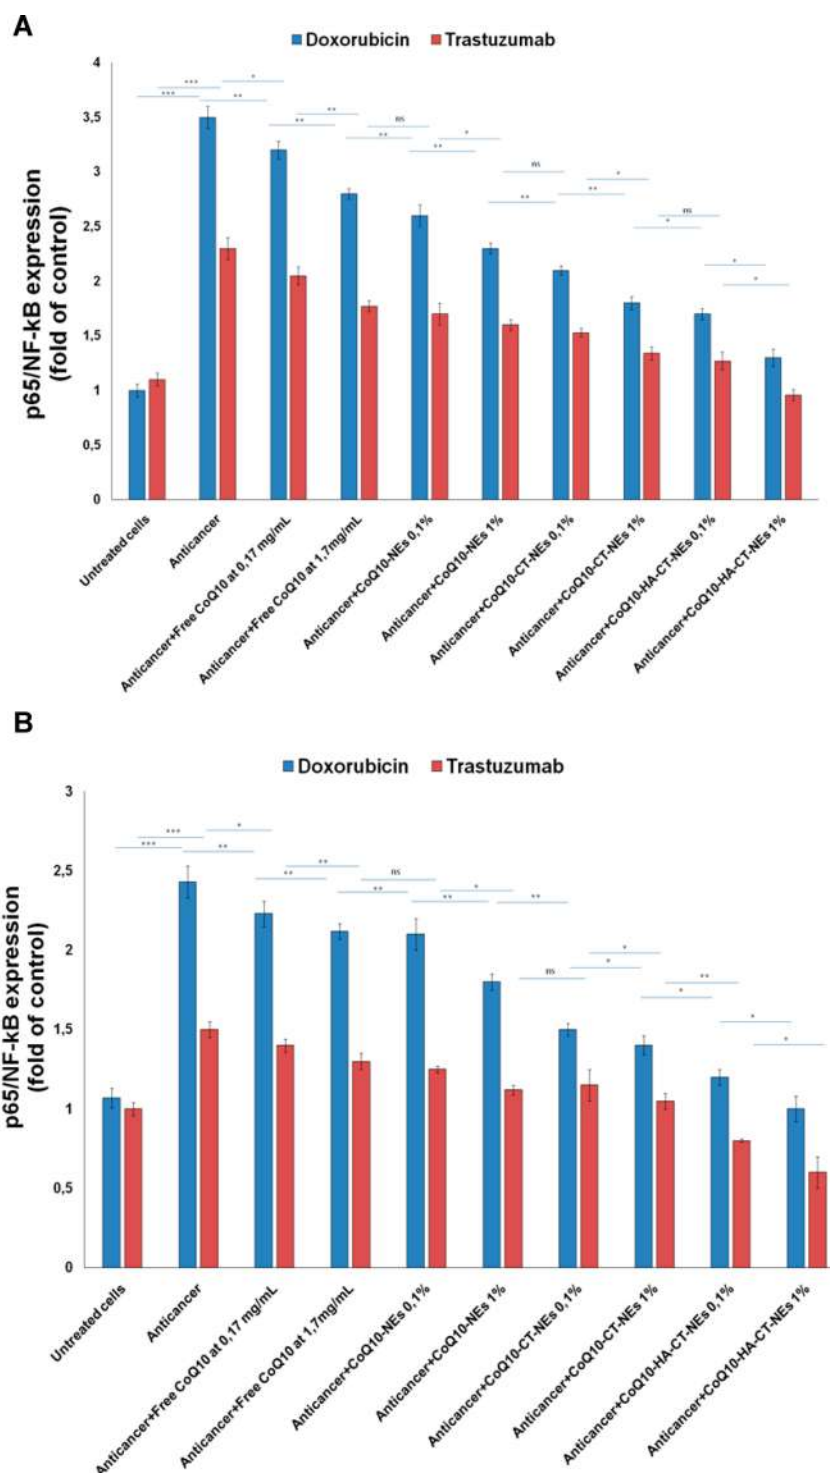 A
Doxorubicin Trastuzumab
p65/NF-kB expression
(fold of control)
4
3,5
3
2,5
2
1,5
1
0,5
0
*** *** ** * ** ** ** ns ** * ** ns ** * * ns * *
Untreated cells
Anticancer
Anticancer+Free CoQ10 at 0,17 mg/mL
Anticancer+Free CoQ10 at 1,7mg/mL
Anticancer+CoQ10-NEs 0,1%
Anticancer+CoQ10-NEs 1%
Anticancer+CoQ10-CT-NEs 0,1%
Anticancer+CoQ10-CT-NEs 1%
Anticancer+CoQ10-HA-CT-NEs 0,1%
Anticancer+CoQ10-HA-CT-NEs 1%
B
Doxorubicin Trastuzumab
p65/NF-kB expression
(fold of control)
3
2,5
2
1,5
1
0,5
0
*** *** ** * ** ** ** ns ** * ** ns * * * ** * *
Untreated cells
Anticancer
Anticancer+Free CoQ10 at 0,17 mg/mL
Anticancer+Free CoQ10 at 1,7mg/mL
Anticancer+CoQ10-NEs 0,1%
Anticancer+CoQ10-NEs 1%
Anticancer+CoQ10-CT-NEs 0,1%
Anticancer+CoQ10-CT-NEs 1%
Anticancer+CoQ10-HA-CT-NEs 0,1%
Anticancer+CoQ10-HA-CT-NEs 1%